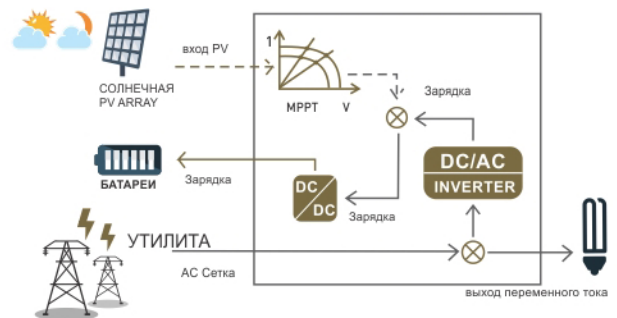 вход PV
1
MPPT V
СОЛНЕЧНАЯ
PV ARRAY
Зарядка
DC/AC
INVERTER
БАТАРЕИ
Зарядка
DC
DC
Зарядка
УТИЛИТА
АС Сетка
выход переменного тока